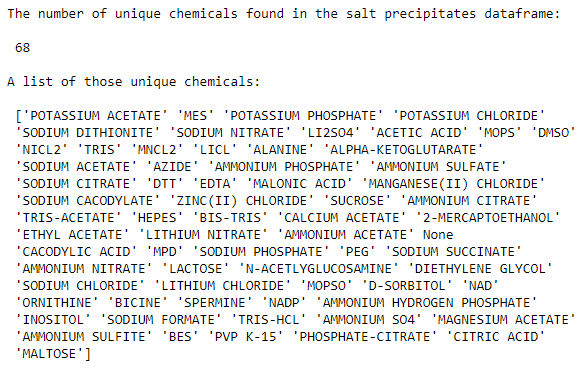 The number of unique chemicals found in the salt precipitates dataframe:
68
A list of those unique chemicals:
['POTASSIUM ACETATE' 'MES' 'POTASSIUM PHOSPHATE' 'POTASSIUM CHLORIDE'
'SODIUM DITHIONITE' 'SODIUM NITRATE' 'LI2SO4' 'ACETIC ACID' 'MOPS' 'DMSO'
'NICL2' 'TRIS' 'MNCL2' 'LICL' 'ALANINE' 'ALPHA-KETOGLUTARATE'
'SODIUM ACETATE' 'AZIDE' 'AMMONIUM PHOSPHATE' 'AMMONIUM SULFATE'
'SODIUM CITRATE' 'DTT' 'EDTA' 'MALONIC ACID' 'MANGANESE(II) CHLORIDE'
'SODIUM CACODYLATE' 'ZINC(II) CHLORIDE' 'SUCROSE' 'AMMONIUM CITRATE'
'TRIS-ACETATE' 'HEPES' 'BIS-TRIS' 'CALCIUM ACETATE' '2-MERCAPTOETHANOL'
'ETHYL ACETATE' 'LITHIUM NITRATE' 'AMMONIUM ACETATE' None
'CACODYLIC ACID' 'MPD' 'SODIUM PHOSPHATE' 'PEG' 'SODIUM SUCCINATE'
'AMMONIUM NITRATE' 'LACTOSE' 'N-ACETLYGLUCOSAMINE' 'DIETHYLENE GLYCOL'
'SODIUM CHLORIDE' 'LITHIUM CHLORIDE' 'MOPSO' 'D-SORBITOL' 'NAD'
'ORNITHINE' 'BICINE' 'SPERMINE' 'NADP' 'AMMONIUM HYDROGEN PHOSPHATE'
'INOSITOL' 'SODIUM FORMATE' 'TRIS-HCL' 'AMMONIUM SO4' 'MAGNESIUM ACETATE'
'AMMONIUM SULFITE' 'BES' 'PVP K-15' 'PHOSPHATE-CITRATE' 'CITRIC ACID'
'MALTOSE']